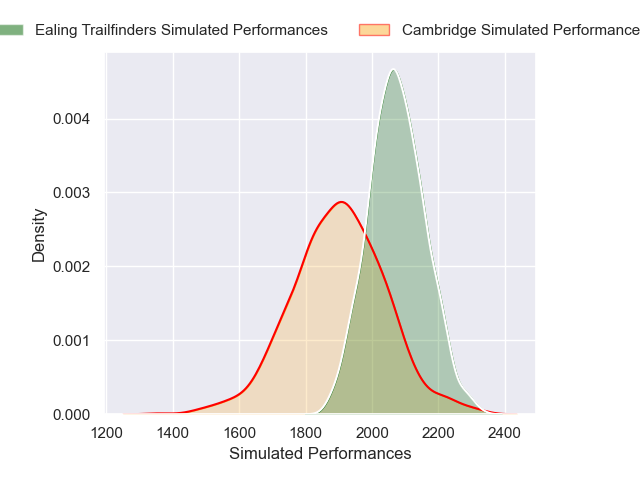 Ealing Trailfinders Simulated Performances
Cambridge Simulated Performance
0.004
0.003
0.002
0.001
0.000
Density
1200 1400 1600 1800 2000 2200 2400
Simulated Performances